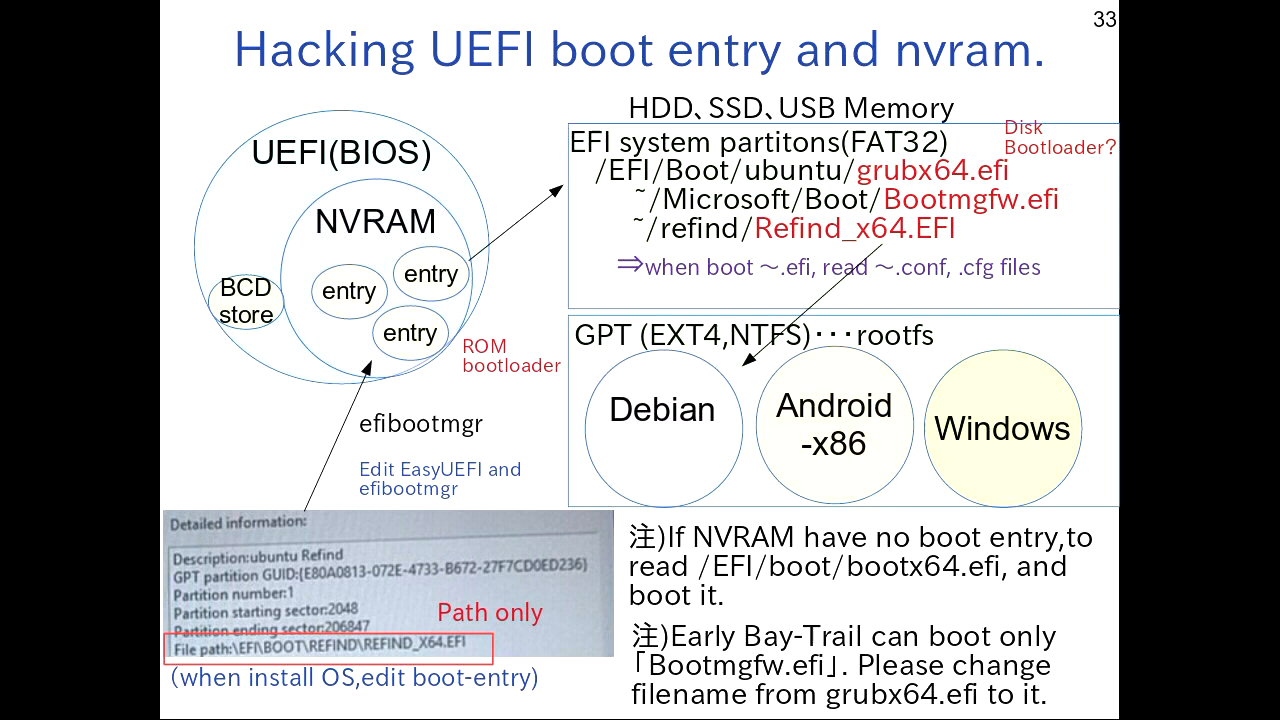 33
Hacking UEFI boot entry and nvram.
UEFI(BIOS)
NVRAM
entry
entry
entry
BCD
store
ROM
bootloader
efibootmgr
Edit EasyUEFI and
efibootmgr
HDD、SSD、USB Memory
EFI system partitons(FAT32)
Disk
Bootloader?
/EFI/Boot/ubuntu/grubx64.efi
~/Microsoft/Boot/Bootmgfw.efi
~/refind/Refind_x64.EFI
⇒when boot ～.efi, read ～.conf, .cfg files
GPT (EXT4,NTFS)･･･rootfs
Debian
Android
-x86
Windows
Detailed information:
Description:ubuntu Refind
GPT partition GUID:{E80A0813-072E-4733-B672-27F7CD0ED236}
Partition number:1
Partition starting sector:2048
Partition ending sector:206847
File path:\EFI\BOOT\REFIND\REFIND_X64.EFI
Path only
(when install OS,edit boot-entry)
注)If NVRAM have no boot entry,to
read /EFI/boot/bootx64.efi, and
boot it.
注)Early Bay-Trail can boot only
「Bootmgfw.efi」. Please change
filename from grubx64.efi to it.